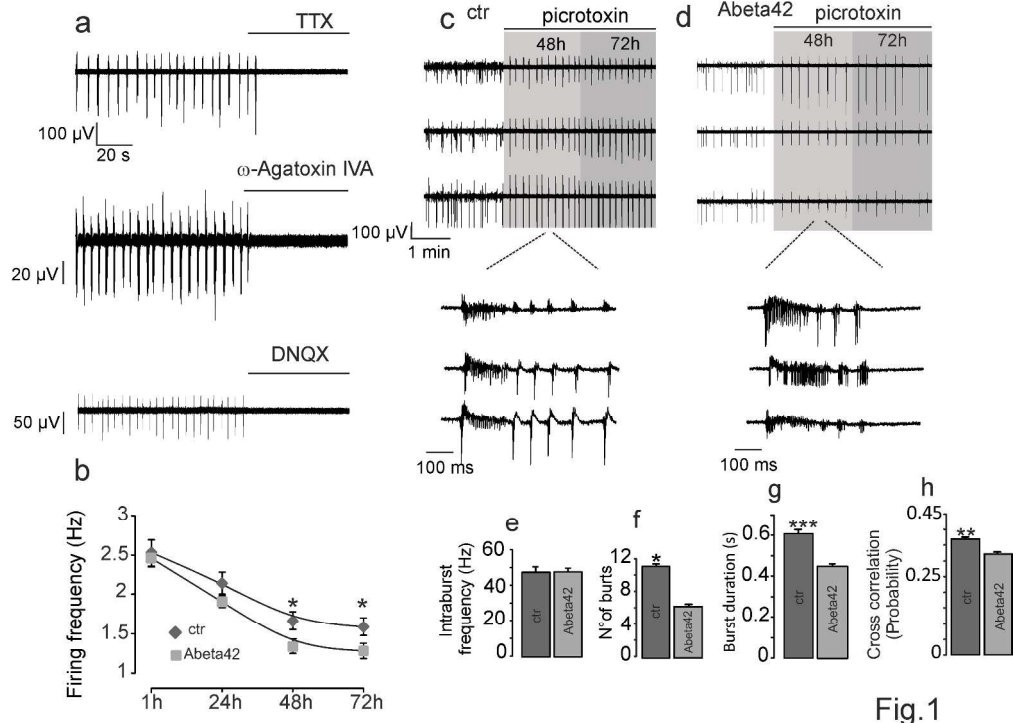 a
TTX
100 µV
20 s
ω-Agatoxin IVA
20 µV
DNQX
50 µV
c
ctr
picrotoxin
48h
72h
100 µV
1 min
100 ms
d
Abeta42
picrotoxin
48h
72h
100 ms
b
Firing frequency (Hz)
3
2.5
2
1.5
1
*
*
ctr
Abeta42
1h
24h
48h
72h
e
Intraburst
frequency (Hz)
60
40
20
0
ctr
Abeta42
f
N°of burts
12
8
4
0
*
ctr
Abeta42
g
Burst duration (s)
0.6
0.4
0.2
0
***
ctr
Abeta42
h
Cross correlation
(Probability)
0.45
0.3
0.15
0
**
ctr
Abeta42
Fig.1